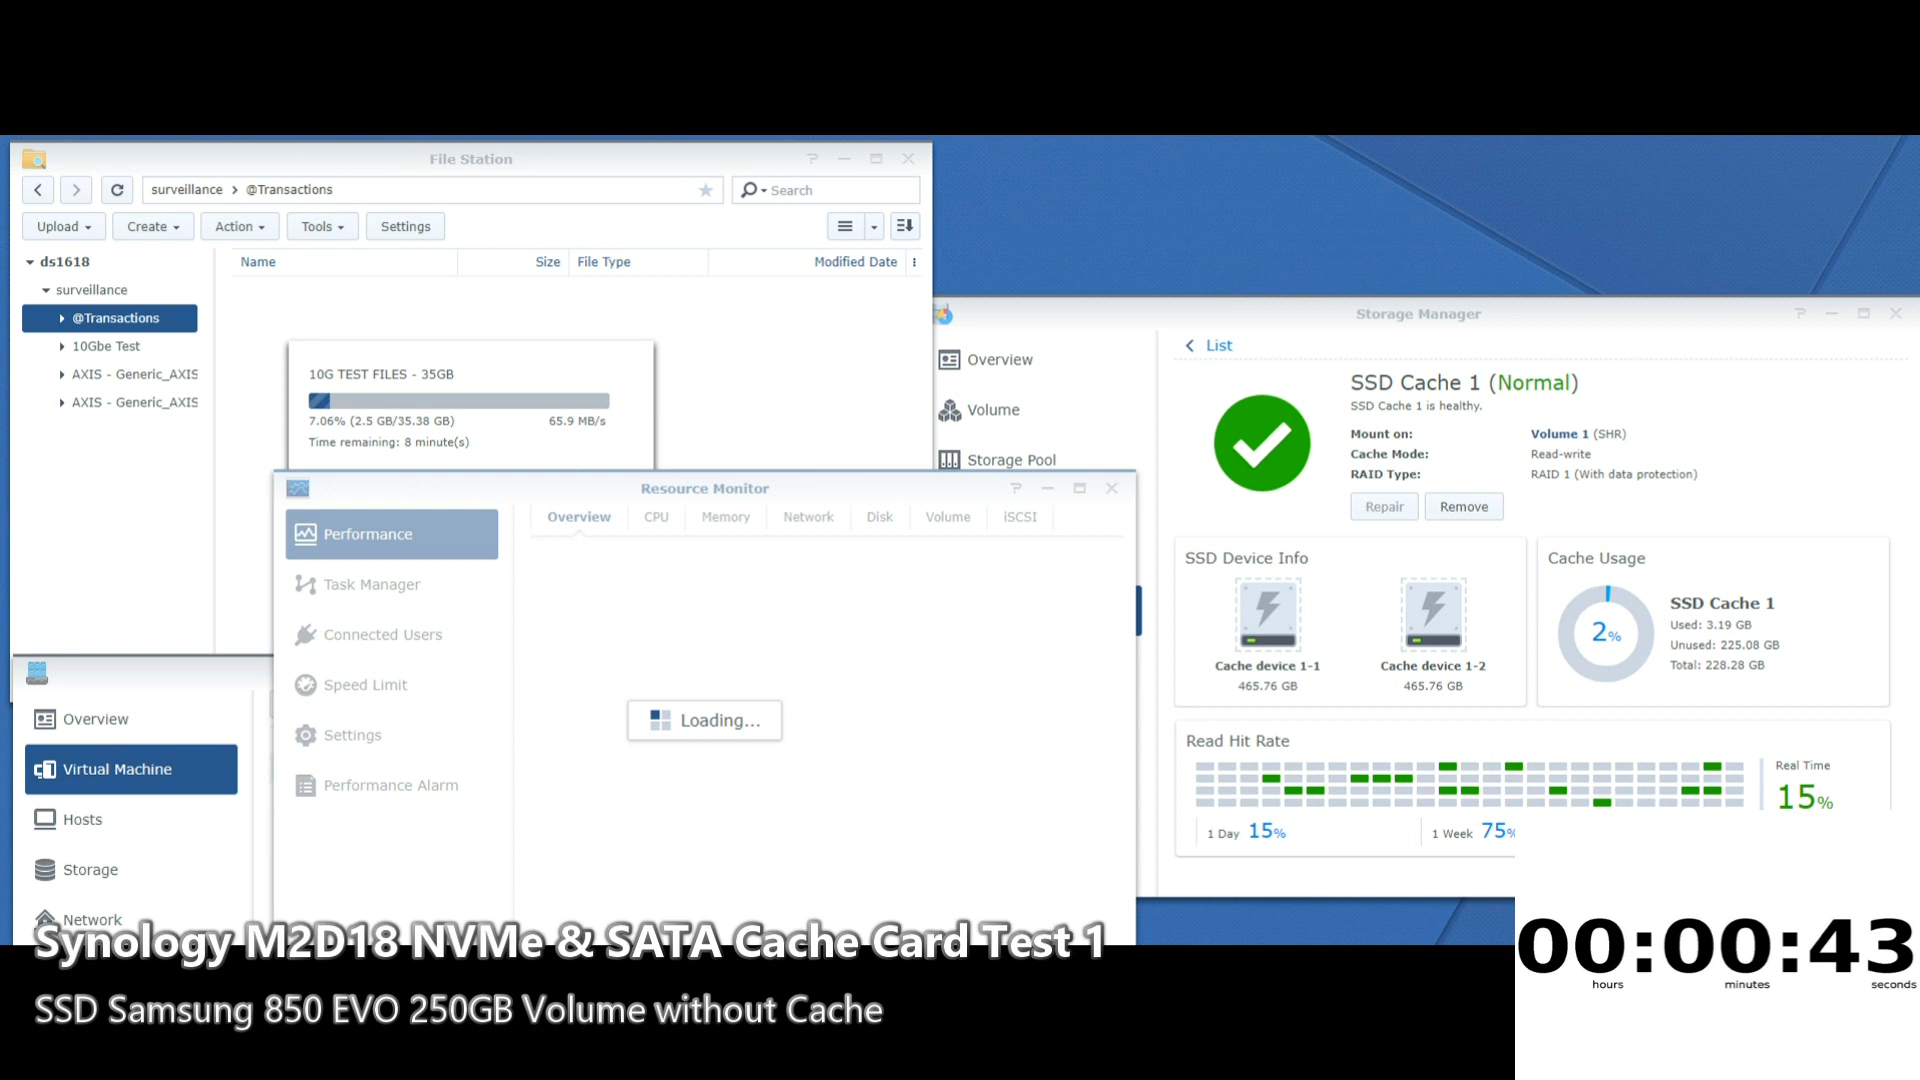 File Station
surveillance > @Transactions
Search
Upload
Create
Action
Tools
Settings
ds1618
surveillance
@Transactions
10Gbe Test
AXIS - Generic_AXIS
AXIS - Generic_AXIS
Name
Size
File Type
Modified Date
10G TEST FILES - 35GB
7.06% (2.5 GB/35.38 GB)
65.9 MB/s
Time remaining: 8 minute(s)
Resource Monitor
Performance
Task Manager
Connected Users
Speed Limit
Settings
Performance Alarm
Overview
CPU
Memory
Network
Disk
Volume
iSCSI
Loading...
Overview
Virtual Machine
Hosts
Storage
Network
Storage Manager
Overview
Volume
Storage Pool
List
SSD Cache 1 (Normal)
SSD Cache 1 is healthy.
Mount on: Volume 1 (SHR)
Cache Mode: Read-write
RAID Type: RAID 1 (With data protection)
Repair
Remove
SSD Device Info
Cache device 1-1
465.76 GB
Cache device 1-2
465.76 GB
Cache Usage
2%
SSD Cache 1
Used: 3.19 GB
Unused: 225.08 GB
Total: 228.28 GB
Read Hit Rate
Real Time
15%
1 Day 15%
1 Week 75%
Synology M2D18 NVMe & SATA Cache Card Test 1
SSD Samsung 850 EVO 250GB Volume without Cache
00:00:43
hours minutes seconds